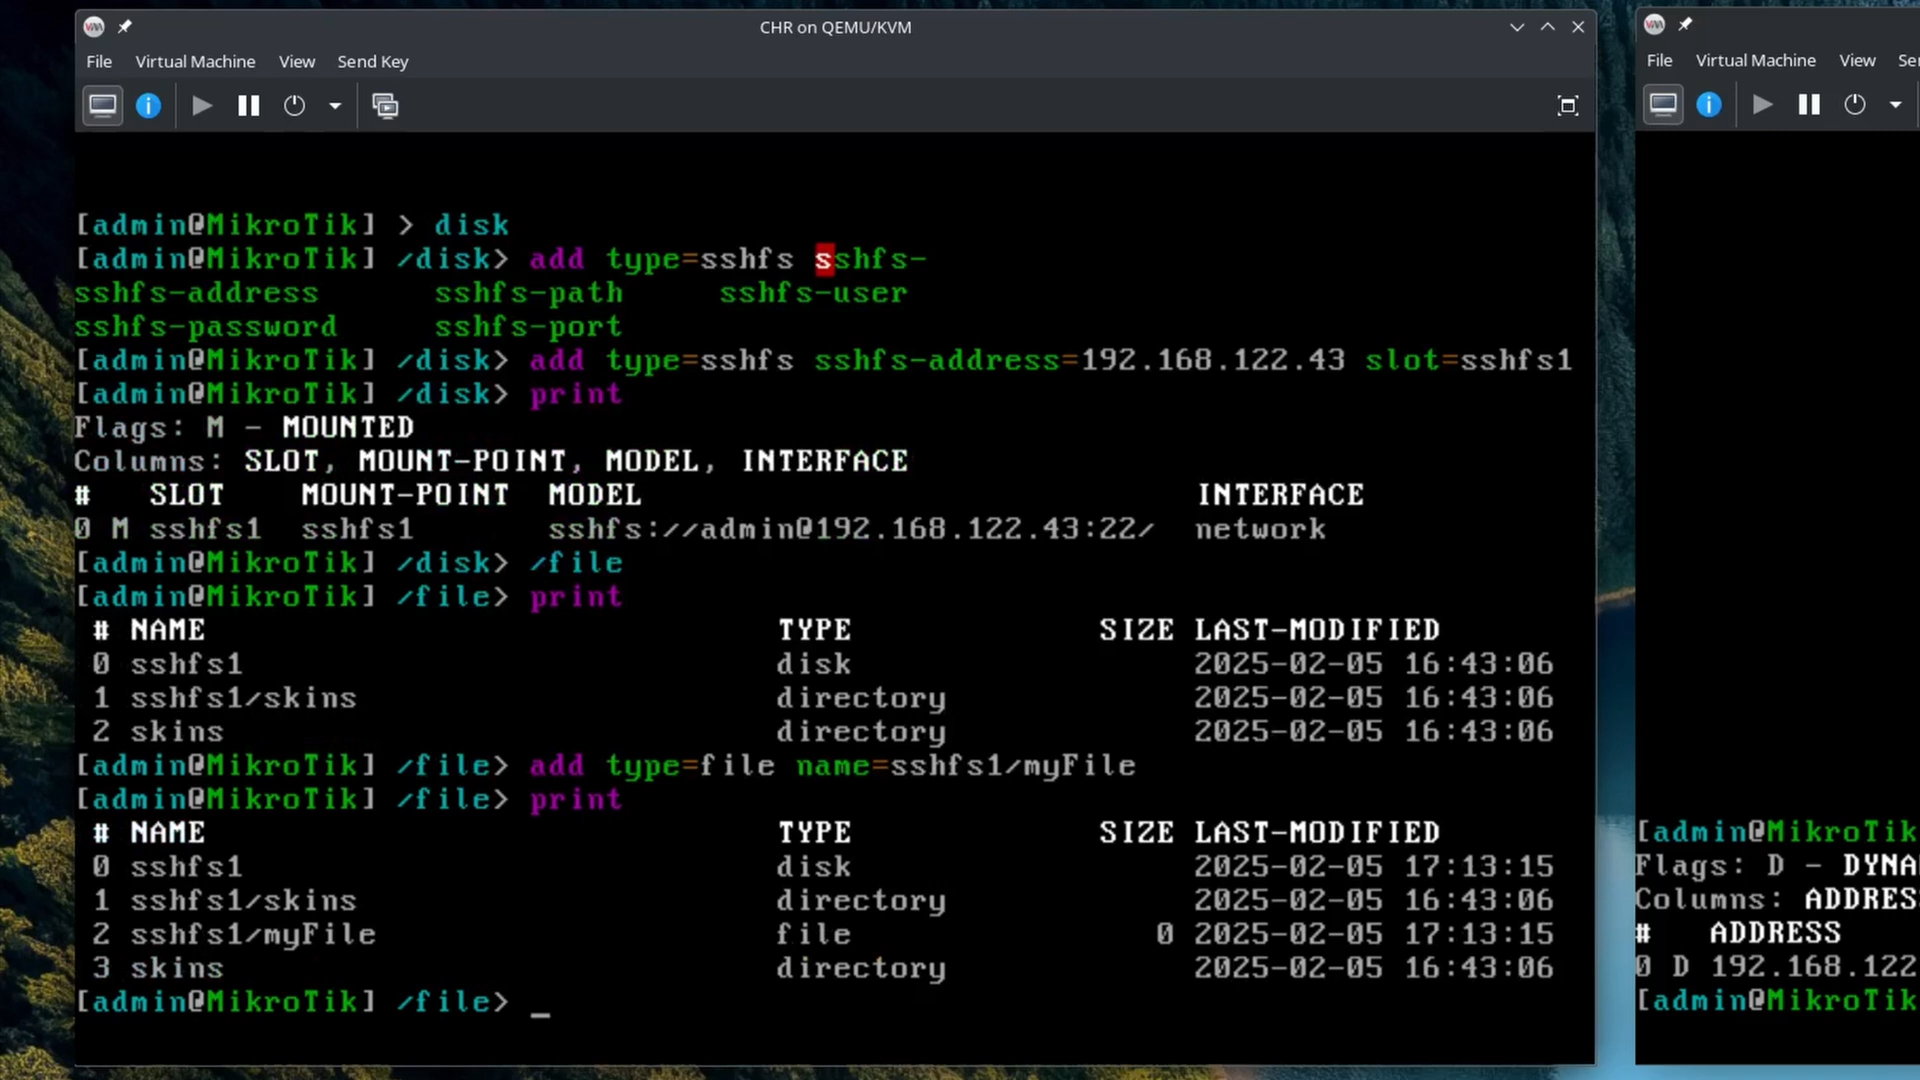 CHR on QEMU/KVM
File Virtual Machine View Send Key
[admin@MikroTik] > disk
[admin@MikroTik] /disk> add type=sshfs sshfs-
sshfs-address sshfs-path sshfs-user
sshfs-password sshfs-port
[admin@MikroTik] /disk> add type=sshfs sshfs-address=192.168.122.43 slot=sshfs1
[admin@MikroTik] /disk> print
Flags: M - MOUNTED
Columns: SLOT, MOUNT-POINT, MODEL, INTERFACE
# SLOT MOUNT-POINT MODEL INTERFACE
0 M sshfs1 sshfs1 sshfs://admin@192.168.122.43:22/ network
[admin@MikroTik] /disk> /file
[admin@MikroTik] /file> print
# NAME TYPE SIZE LAST-MODIFIED
0 sshfs1 disk 2025-02-05 16:43:06
1 sshfs1/skins directory 2025-02-05 16:43:06
2 skins directory 2025-02-05 16:43:06
[admin@MikroTik] /file> add type=file name=sshfs1/myFile
[admin@MikroTik] /file> print
# NAME TYPE SIZE LAST-MODIFIED
0 sshfs1 disk 2025-02-05 17:13:15
1 sshfs1/skins directory 2025-02-05 16:43:06
2 sshfs1/myFile file 0 2025-02-05 17:13:15
3 skins directory 2025-02-05 16:43:06
[admin@MikroTik] /file> _
File Virtual Machine View Se
[admin@MikroTik
Flags: D - DYNA
Columns: ADDRES
# ADDRESS
0 D 192.168.122
[admin@MikroTik